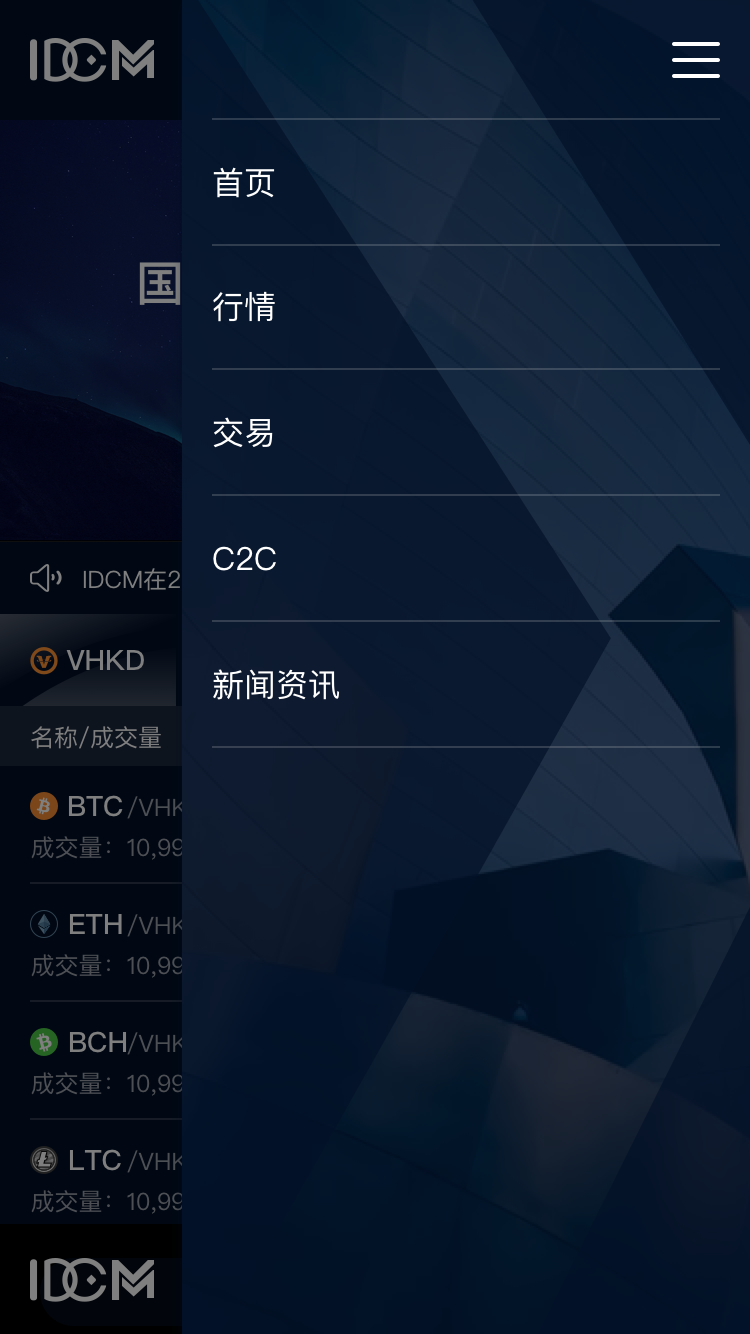 IDCM
首页
国
行情
交易
C2C
IDCM在2
VHKD
新闻资讯
名称/成交量
BTC/VHK
成交量：10,99
ETH/VHK
成交量：10,99
BCH/VHK
成交量：10,99
LTC/VHK
成交量：10,99
IDCM